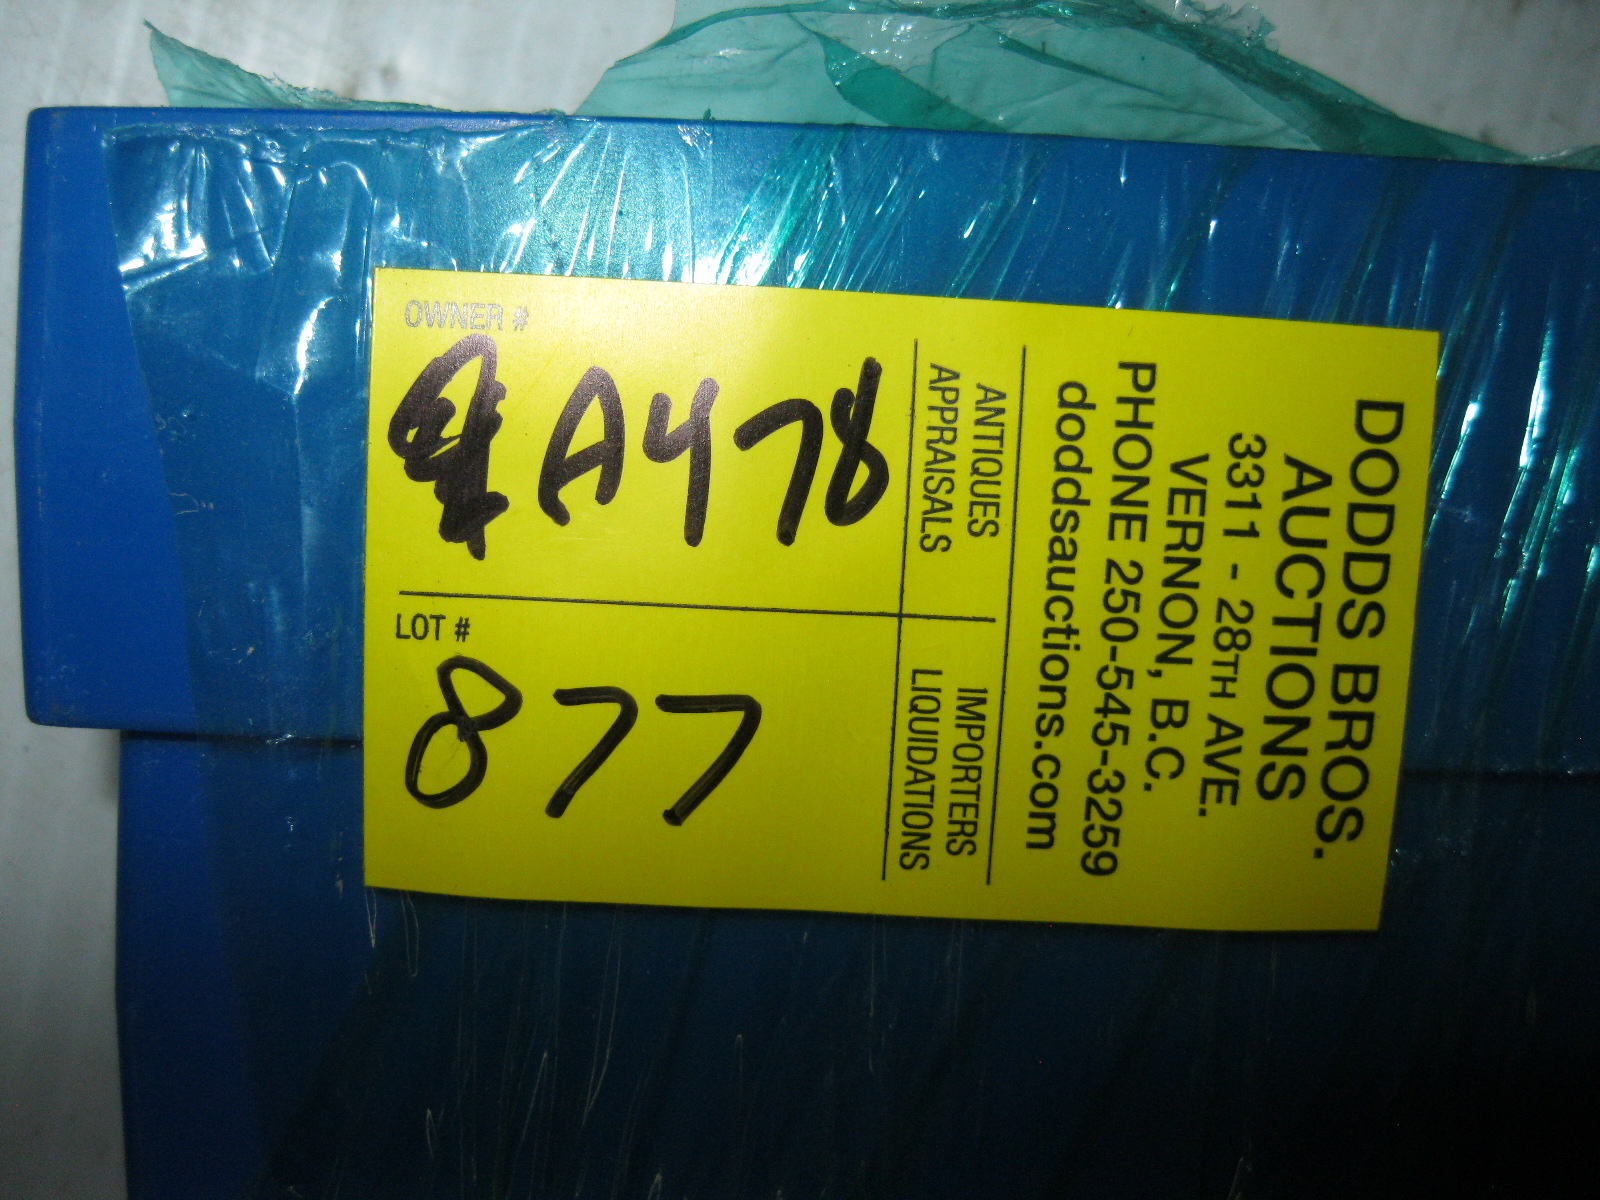 DODDS BROS.
AUCTIONS
3311 - 28TH AVE.
VERNON, B.C.
PHONE 250-545-3259
doddsauctions.com
ANTIQUES
APPRAISALS
IMPORTERS
LIQUIDATIONS
OWNER #
A478
LOT #
877